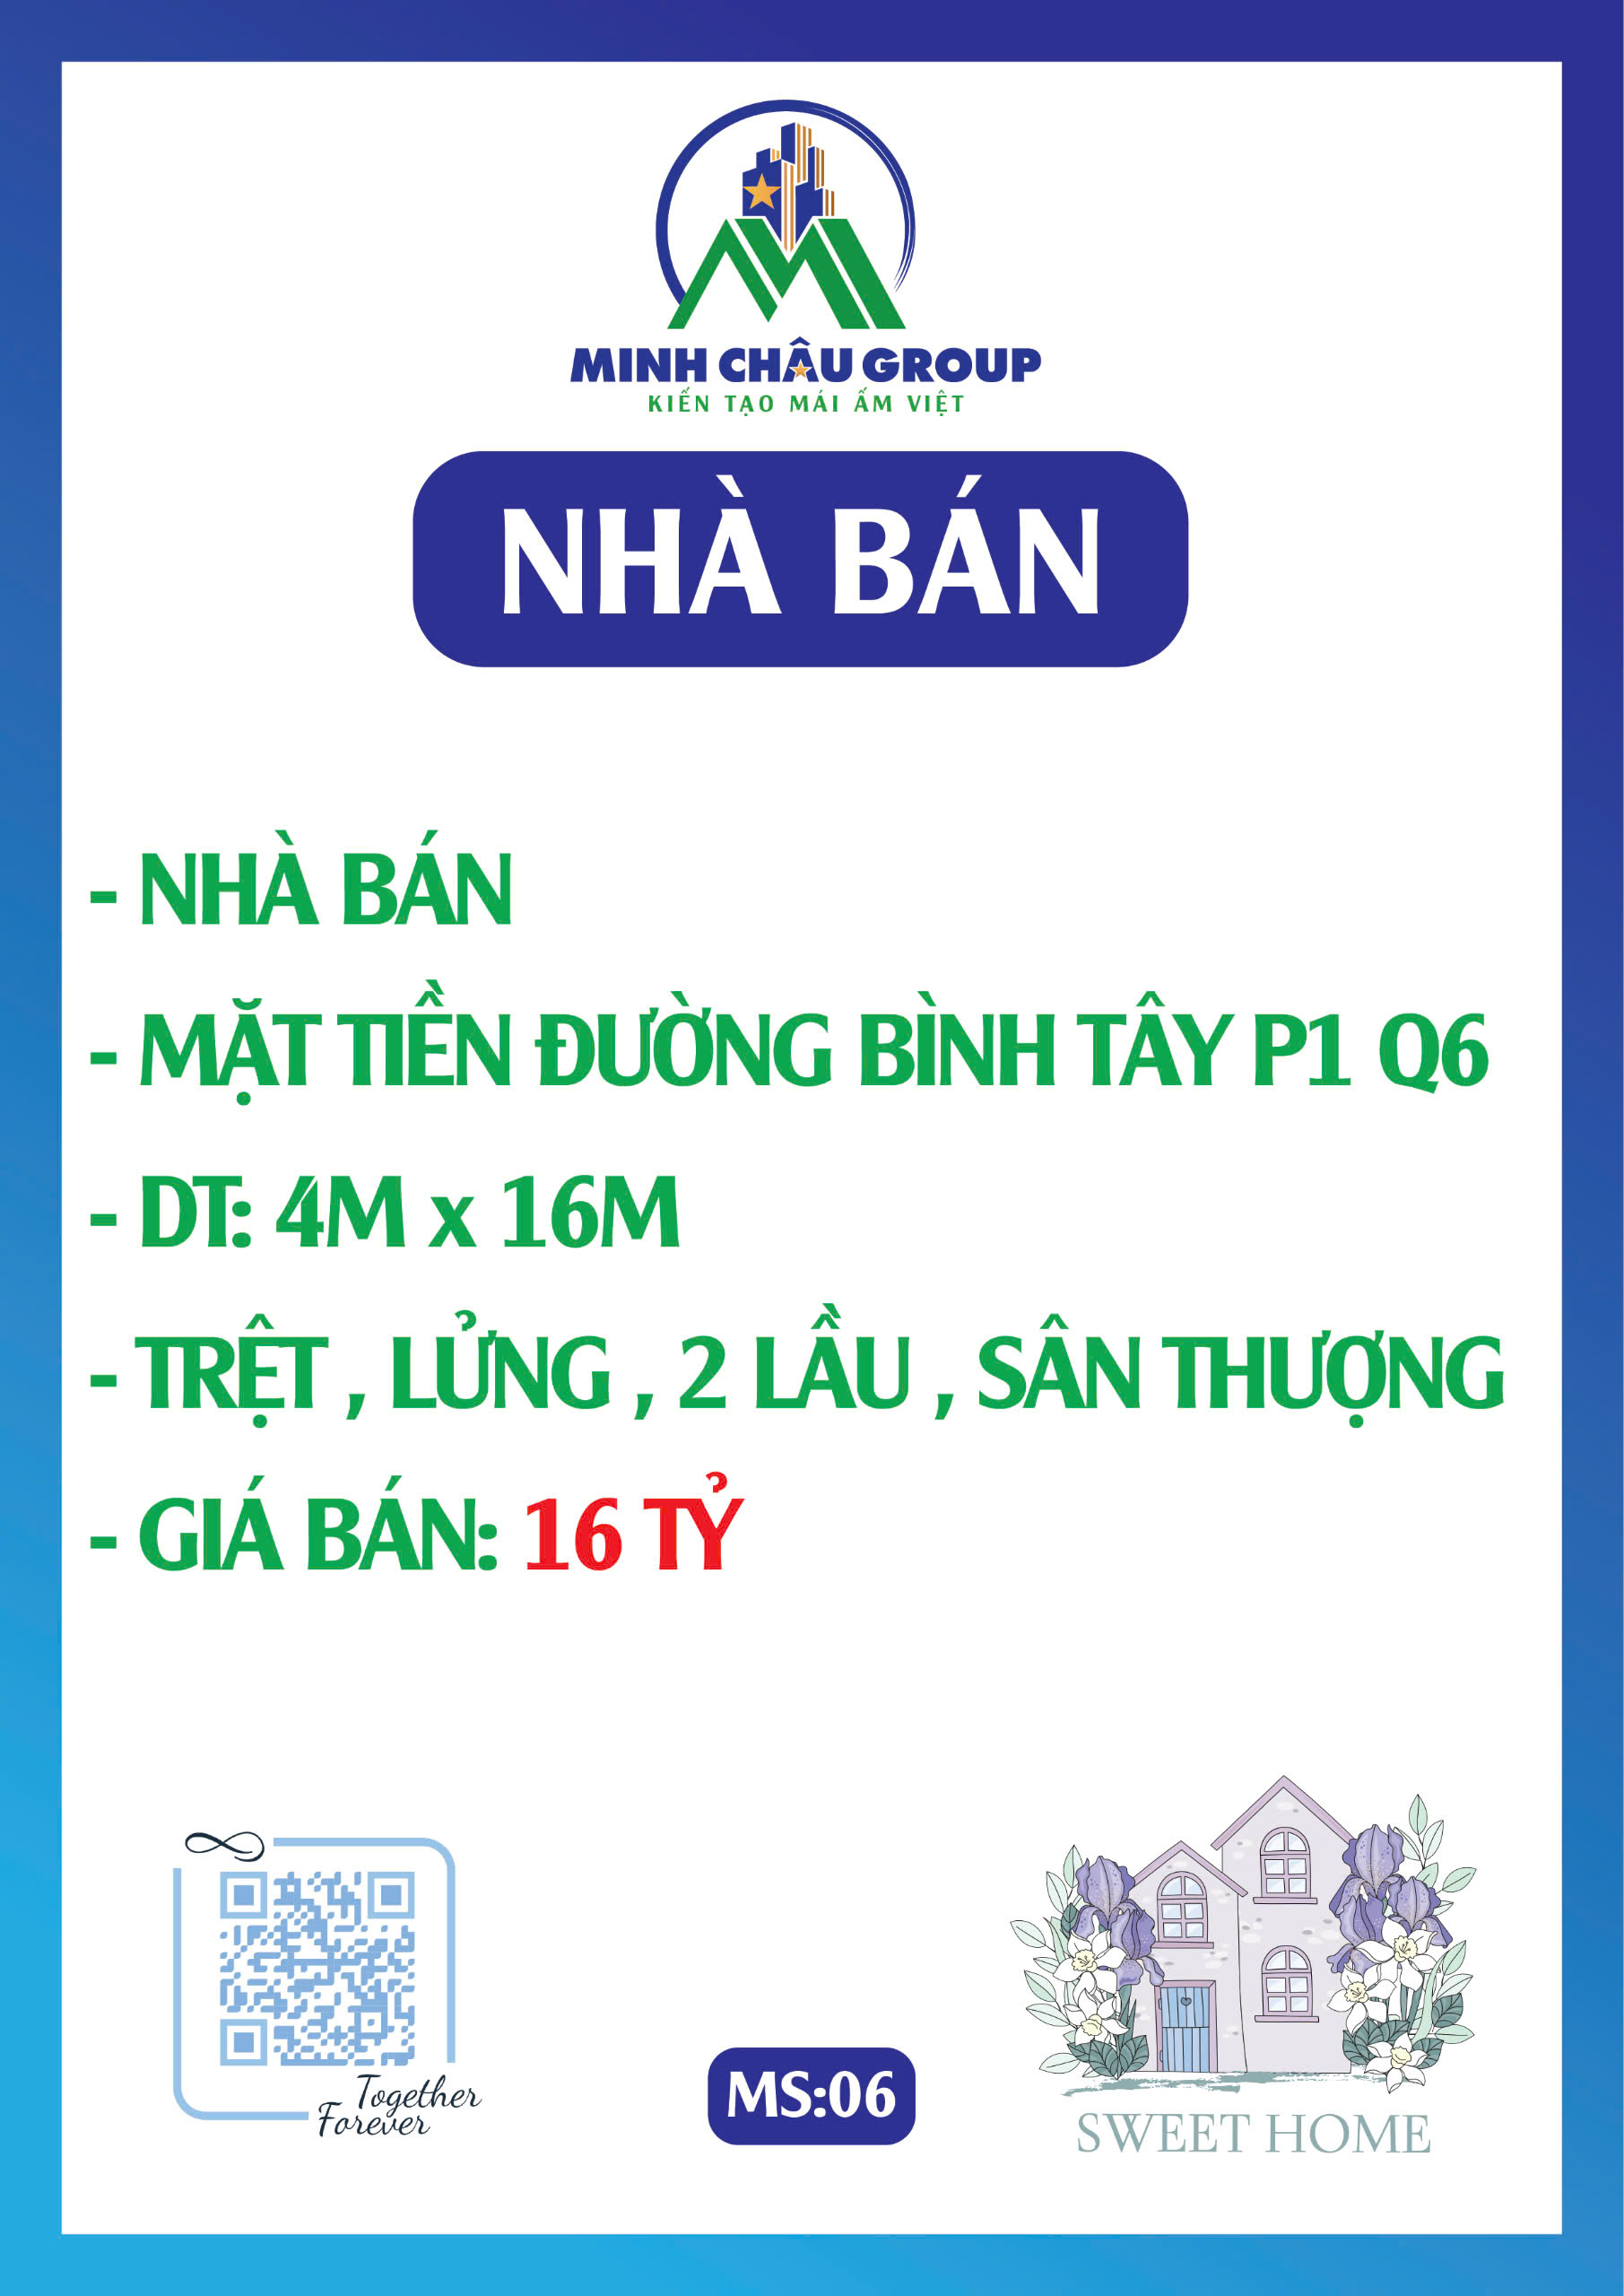 MINH CHÂU GROUP
KIẾN TẠO MÁI ẤM VIỆT
NHÀ BÁN
- NHÀ BÁN
- MẶT TIỀN ĐƯỜNG BÌNH TÂY P1 Q6
- DT: 4M x 16M
- TRỆT , LỬNG , 2 LẦU , SÂN THƯỢNG
- GIÁ BÁN: 16 TỶ
Together
Forever
MS:06
SWEET HOME